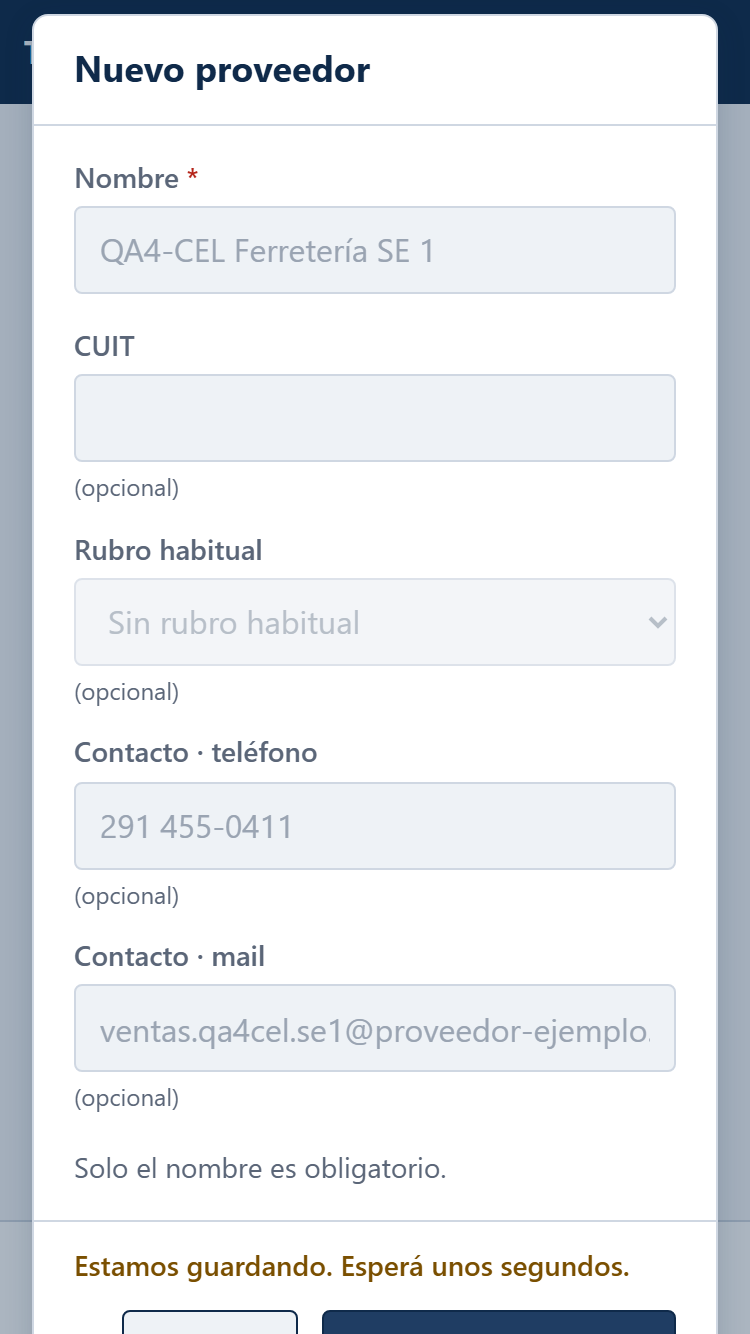 Nuevo proveedor
Nombre *
QA4-CEL Ferretería SE 1
CUIT
(opcional)
Rubro habitual
Sin rubro habitual
(opcional)
Contacto · teléfono
291 455-0411
(opcional)
Contacto · mail
ventas.qa4cel.se1@proveedor-ejemplo.
(opcional)
Solo el nombre es obligatorio.
Estamos guardando. Esperá unos segundos.